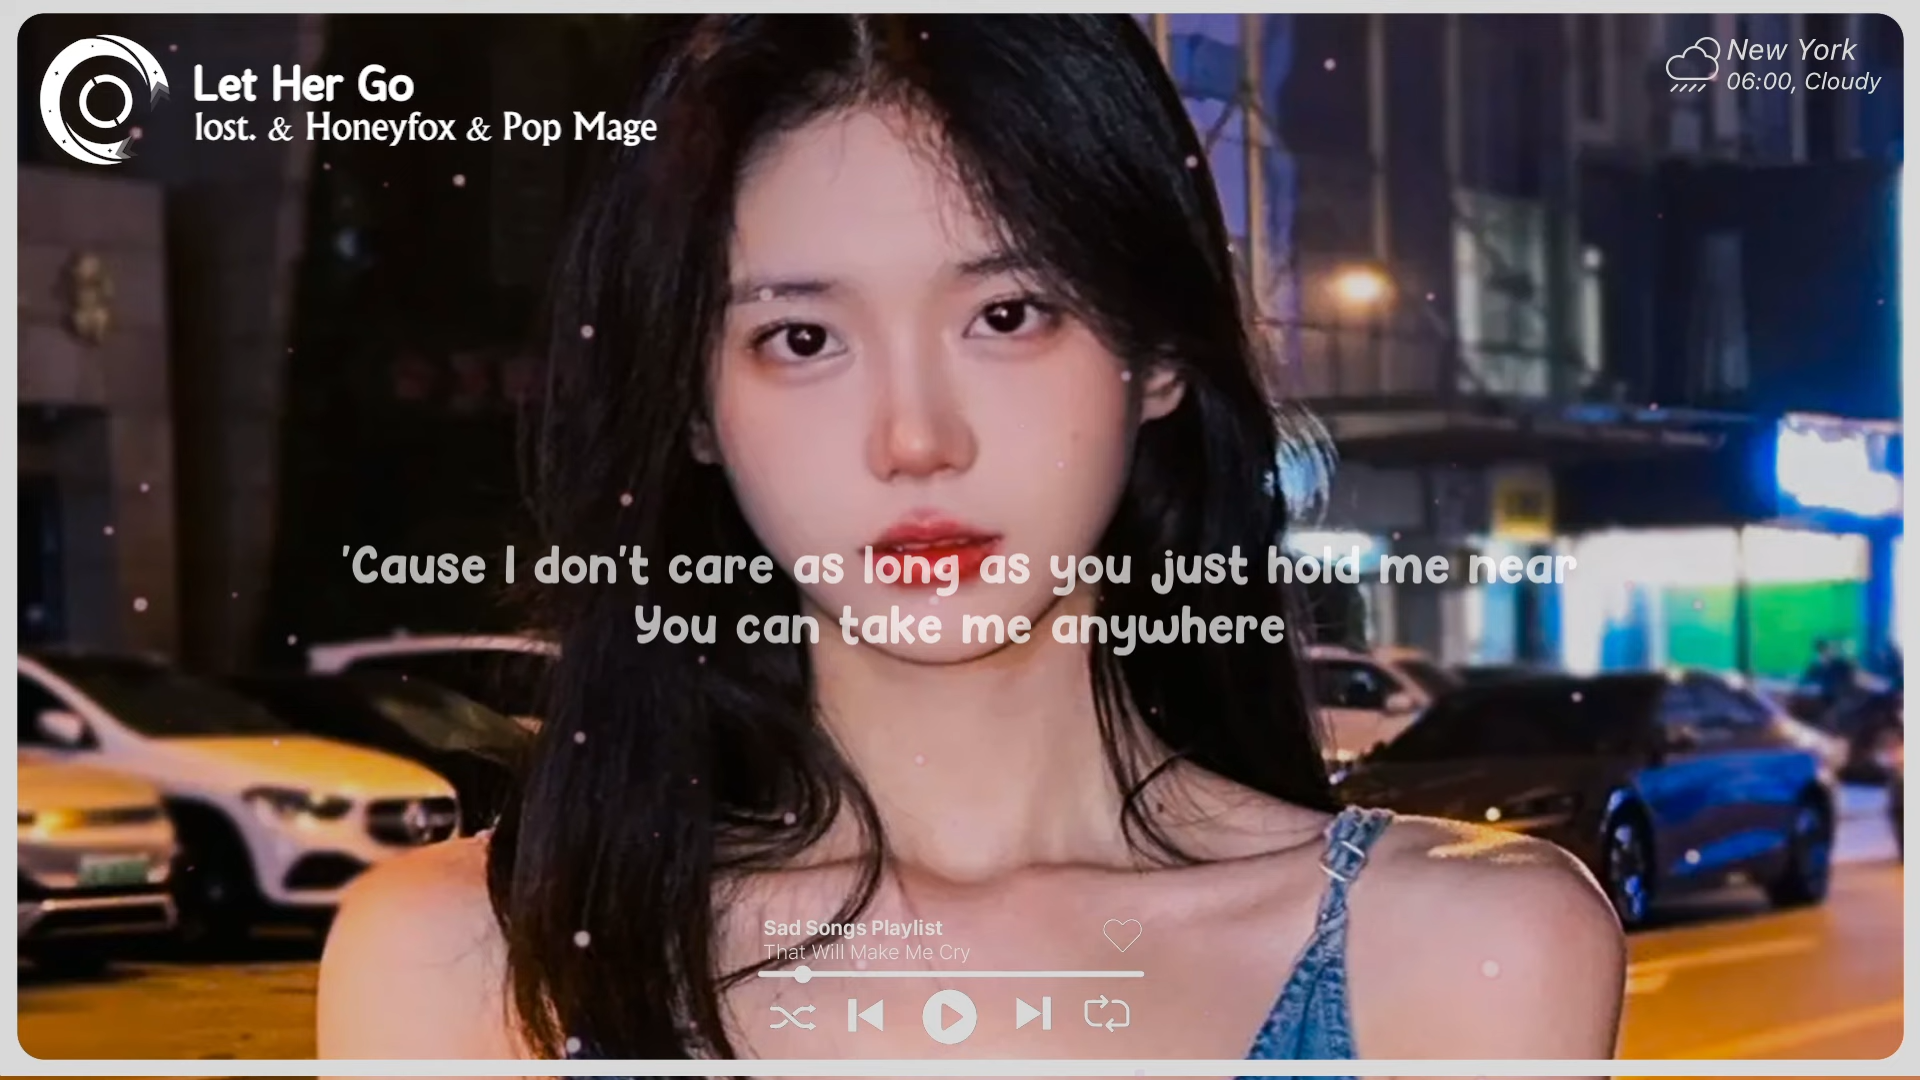 Let Her Go
lost. & Honeyfox & Pop Mage
New York
06:00, Cloudy
'Cause I don't care as long as you just hold me near
You can take me anywhere
Sad Songs Playlist
That Will Make Me Cry